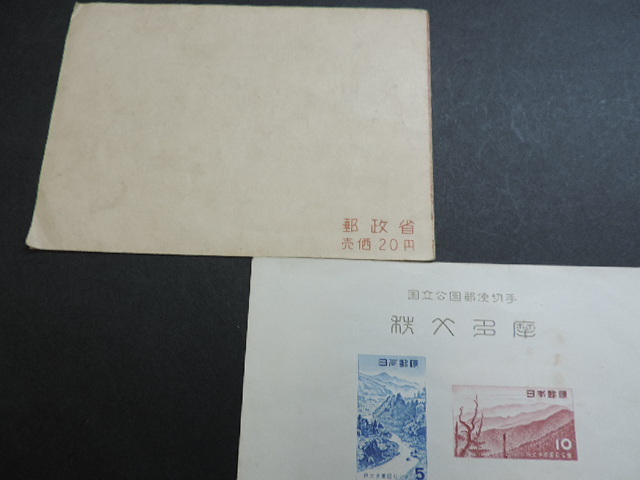 郵政省
売価20円
国立公園郵便切手
秩父多摩
日本郵便
5
日本郵便
10